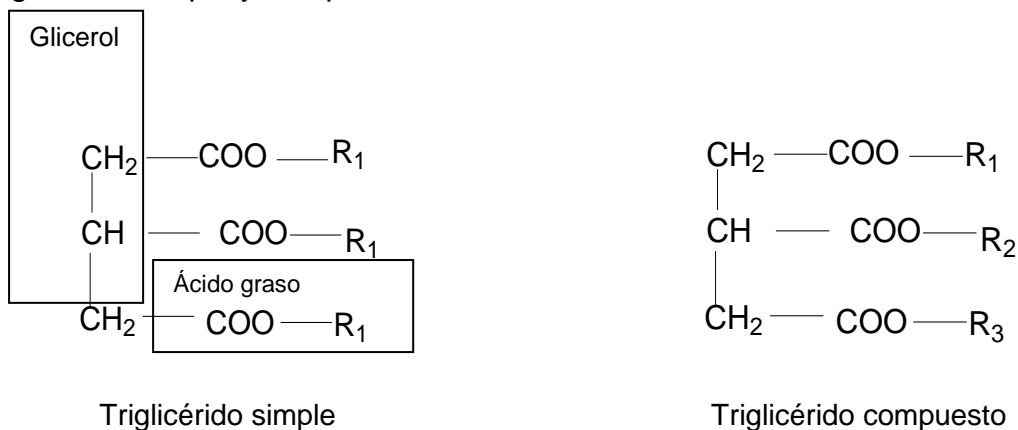 Glicerol
CH₂ COO R₁
CH COO R₁
Ácido graso
CH₂ COO R₁
Triglicérido simple
CH₂ COO R₁
CH COO R₂
CH₂ COO R₃
Triglicérido compuesto